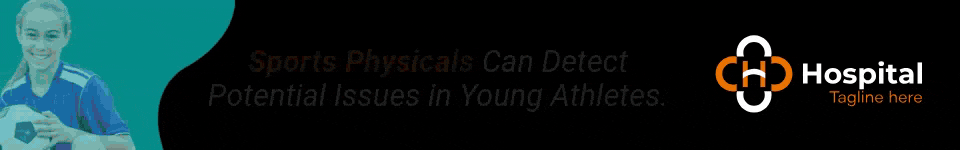 Sports Physicals Can Detect
Potential Issues in Young Athletes.
Hospital
Tagline here